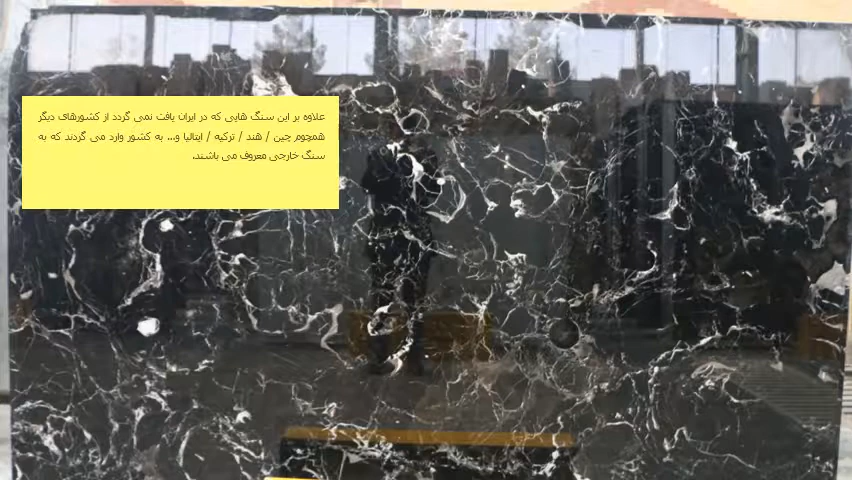 علاوه بر این سنگ هایی که در ایران یافت نمی گردد از کشورهای دیگر
همچوم چین / هند / ترکیه / ایتالیا و... به کشور وارد می گردند که به
سنگ خارجی معروف می باشند.